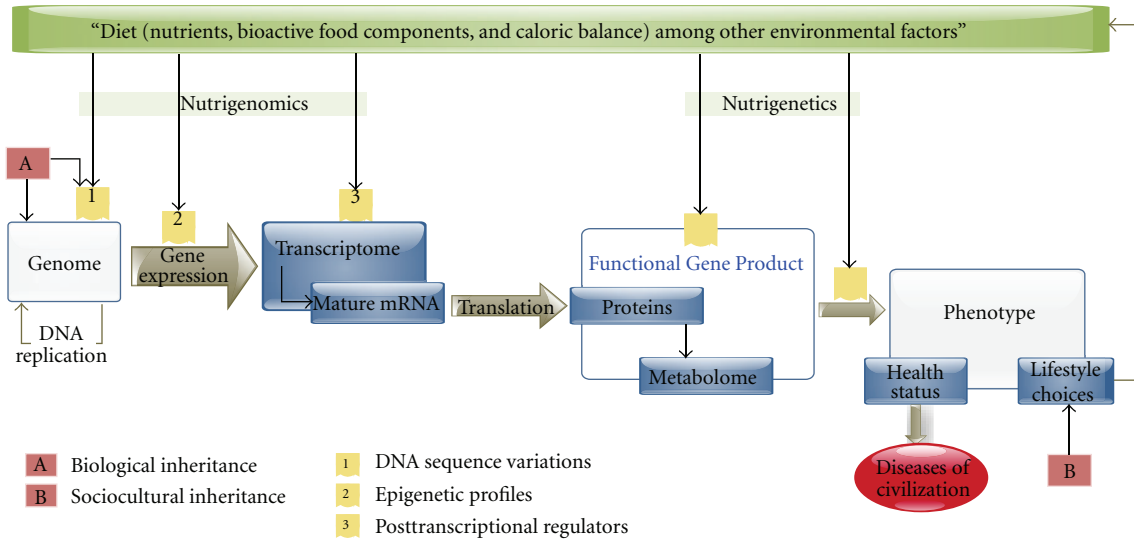 “Diet (nutrients, bioactive food components, and caloric balance) among other environmental factors”
Nutrigenomics
Nutrigenetics
A
1
2
3
Genome
Gene
expression
Transcriptome
Mature mRNA
Translation
Functional Gene Product
Proteins
Metabolome
Phenotype
Health
status
Lifestyle
choices
DNA
replication
Diseases of
civilization
B
A Biological inheritance
B Sociocultural inheritance
1 DNA sequence variations
2 Epigenetic profiles
3 Posttranscriptional regulators